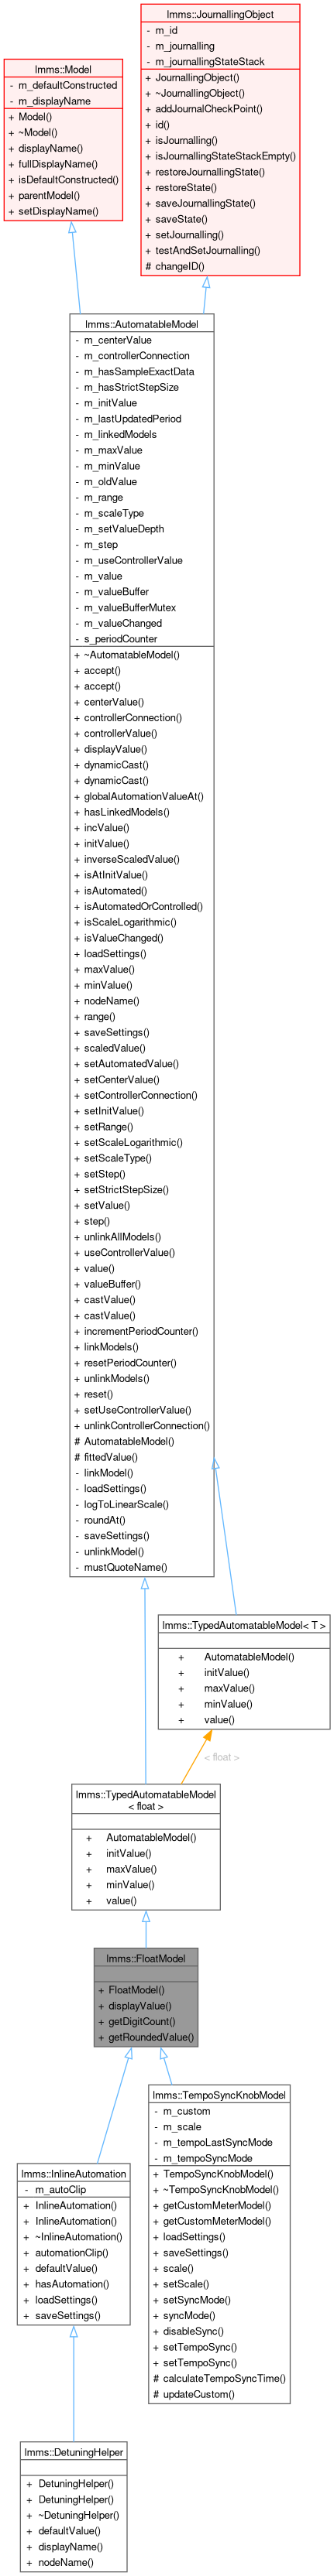 lmms::JournallingObject
- m_id
- m_journalling
- m_journallingStateStack
+ JournallingObject()
+ ~JournallingObject()
+ addJournalCheckPoint()
+ id()
+ isJournalling()
+ isJournallingStateStackEmpty()
+ restoreJournallingState()
+ restoreState()
+ saveJournallingState()
+ saveState()
+ setJournalling()
+ testAndSetJournalling()
# changeID()
lmms::Model
- m_defaultConstructed
- m_displayName
+ Model()
+ ~Model()
+ displayName()
+ fullDisplayName()
+ isDefaultConstructed()
+ parentModel()
+ setDisplayName()
lmms::AutomatableModel
- m_centerValue
- m_controllerConnection
- m_hasSampleExactData
- m_hasStrictStepSize
- m_initValue
- m_lastUpdatedPeriod
- m_linkedModels
- m_maxValue
- m_minValue
- m_oldValue
- m_range
- m_scaleType
- m_setValueDepth
- m_step
- m_useControllerValue
- m_value
- m_valueBuffer
- m_valueBufferMutex
- m_valueChanged
- s_periodCounter
+ ~AutomatableModel()
+ accept()
+ accept()
+ centerValue()
+ controllerConnection()
+ controllerValue()
+ displayValue()
+ dynamicCast()
+ dynamicCast()
+ globalAutomationValueAt()
+ hasLinkedModels()
+ incValue()
+ initValue()
+ inverseScaledValue()
+ isAtInitValue()
+ isAutomated()
+ isAutomatedOrControlled()
+ isScaleLogarithmic()
+ isValueChanged()
+ loadSettings()
+ maxValue()
+ minValue()
+ nodeName()
+ range()
+ saveSettings()
+ scaledValue()
+ setAutomatedValue()
+ setCenterValue()
+ setControllerConnection()
+ setInitValue()
+ setRange()
+ setScaleLogarithmic()
+ setScaleType()
+ setStep()
+ setStrictStepSize()
+ setValue()
+ step()
+ unlinkAllModels()
+ useControllerValue()
+ value()
+ valueBuffer()
+ castValue()
+ castValue()
+ incrementPeriodCounter()
+ linkModels()
+ resetPeriodCounter()
+ unlinkModels()
+ reset()
+ setUseControllerValue()
+ unlinkControllerConnection()
# AutomatableModel()
# fittedValue()
- linkModel()
- loadSettings()
- logToLinearScale()
- roundAt()
- saveSettings()
- unlinkModel()
- mustQuoteName()
lmms::TypedAutomatableModel< T >
+ AutomatableModel()
+ initValue()
+ maxValue()
+ minValue()
+ value()
< float >
lmms::TypedAutomatableModel
< float >
+ AutomatableModel()
+ initValue()
+ maxValue()
+ minValue()
+ value()
lmms::FloatModel
+ FloatModel()
+ displayValue()
+ getDigitCount()
+ getRoundedValue()
lmms::TempoSyncKnobModel
- m_custom
- m_scale
- m_tempoLastSyncMode
- m_tempoSyncMode
+ TempoSyncKnobModel()
+ ~TempoSyncKnobModel()
+ getCustomMeterModel()
+ getCustomMeterModel()
+ loadSettings()
+ saveSettings()
+ scale()
+ setScale()
+ setSyncMode()
+ syncMode()
+ disableSync()
+ setTempoSync()
+ setTempoSync()
# calculateTempoSyncTime()
# updateCustom()
lmms::InlineAutomation
- m_autoClip
+ InlineAutomation()
+ InlineAutomation()
+ ~InlineAutomation()
+ automationClip()
+ defaultValue()
+ hasAutomation()
+ loadSettings()
+ saveSettings()
lmms::DetuningHelper
+ DetuningHelper()
+ DetuningHelper()
+ ~DetuningHelper()
+ defaultValue()
+ displayName()
+ nodeName()